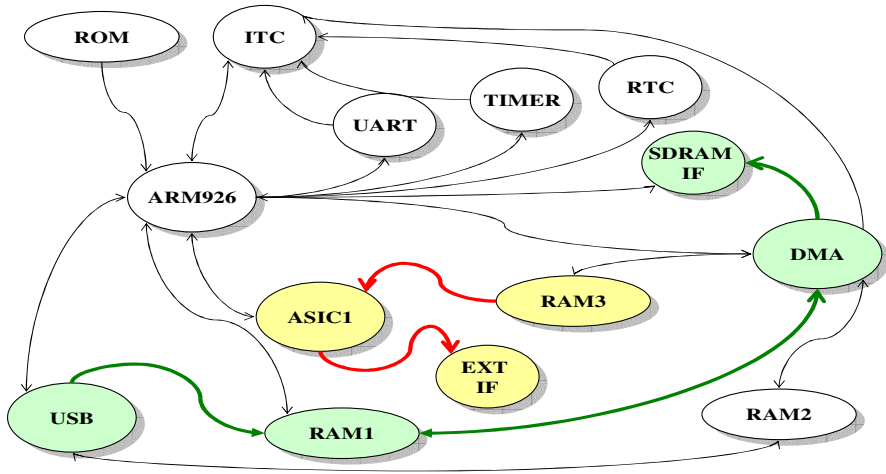 ROM
ITC
RTC
TIMER
UART
SDRAM
IF
ARM926
DMA
RAM3
ASIC1
EXT
IF
USB
RAM1
RAM2